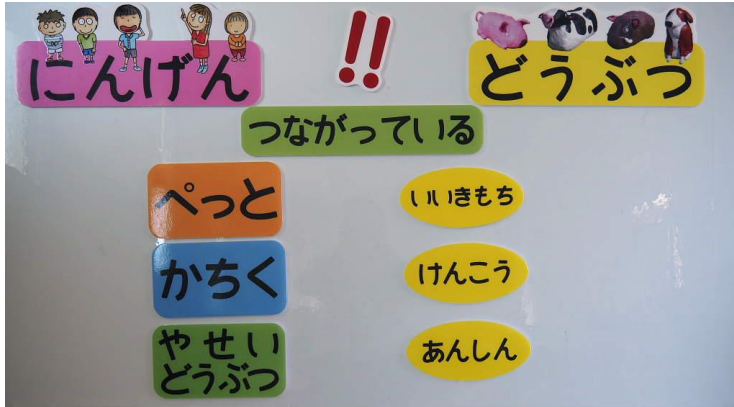 にんげん
!!
どうぶつ
つながっている
ぺっと
いいきもち
かちく
けんこう
やせい
どうぶつ
あんしん